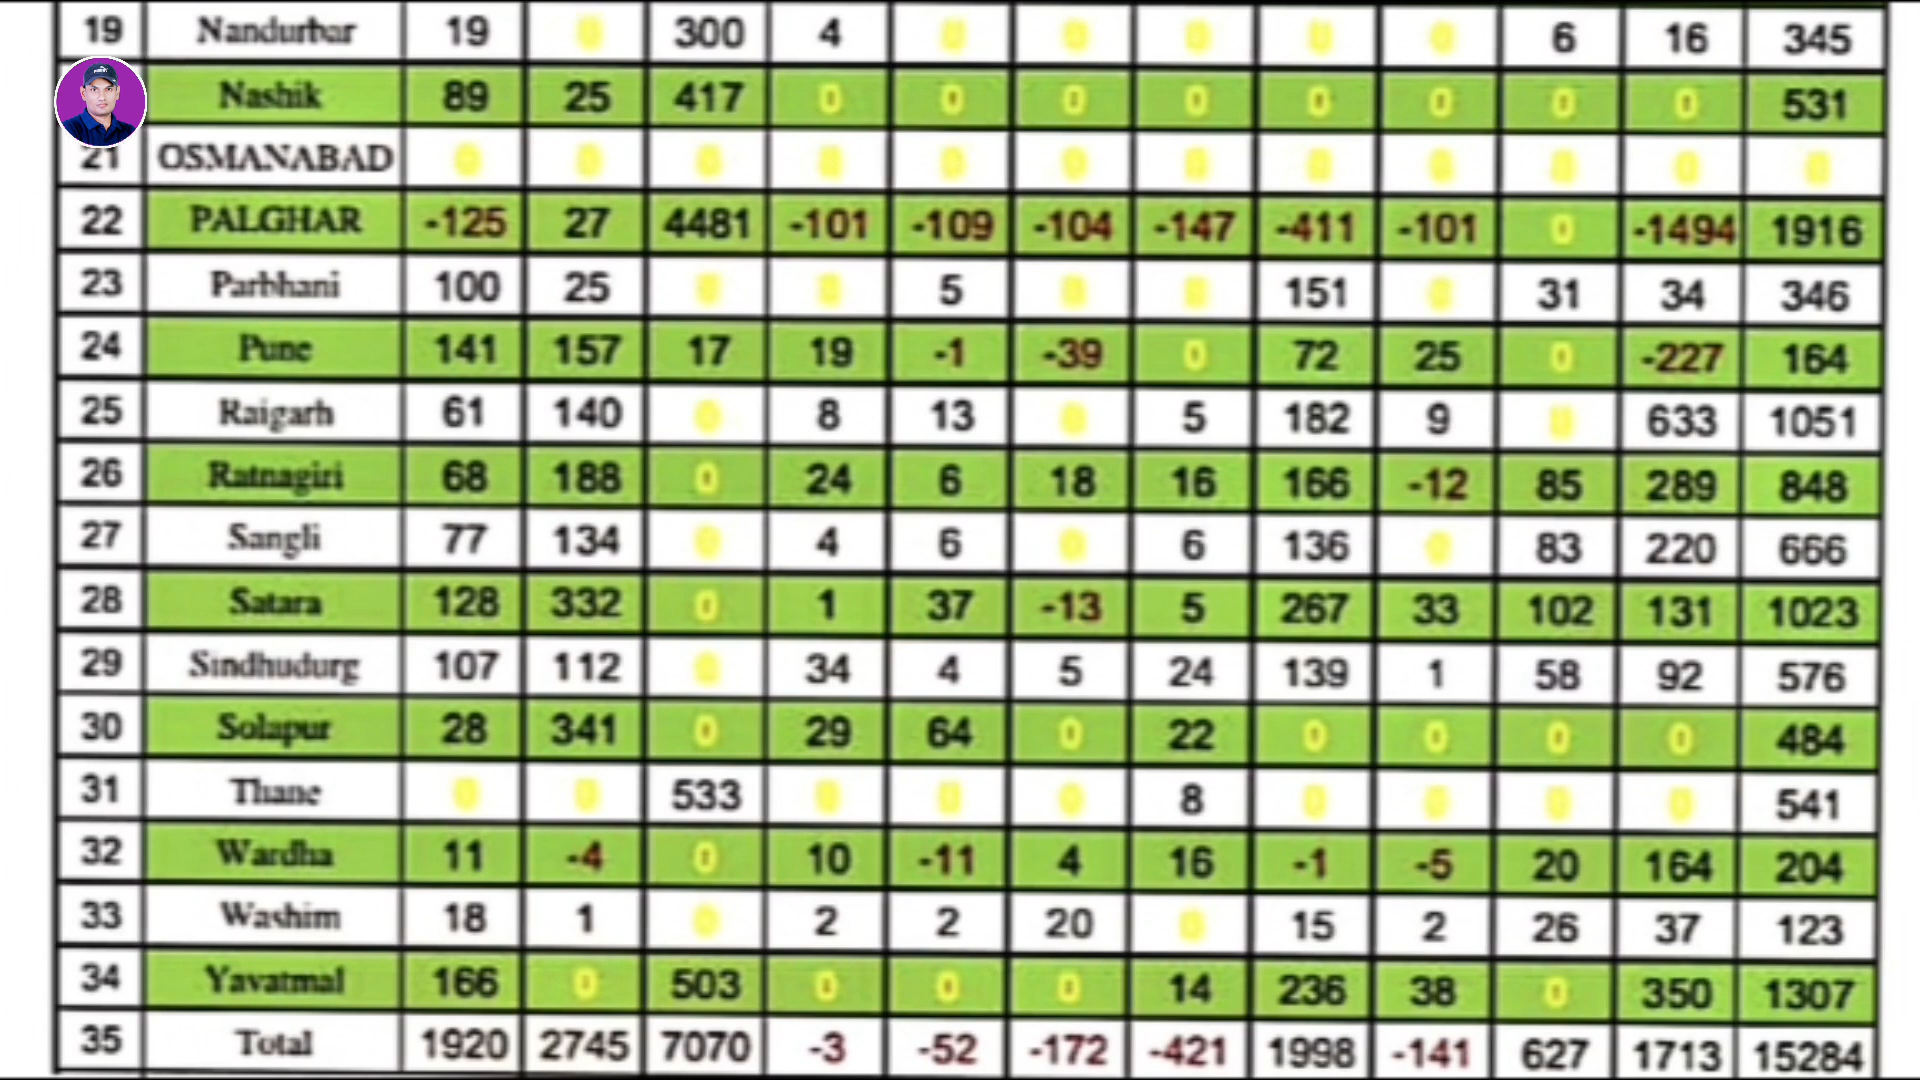 19 Nandurbar 19 0 300 4 0 0 0 0 0 6 16 345
Nashik 89 25 417 0 0 0 0 0 0 0 0 531
21 OSMANABAD 0 0 0 0 0 0 0 0 0 0 0 0
22 PALGHAR -125 27 4481 -101 -109 -104 -147 -411 -101 0 -1494 1916
23 Parbhani 100 25 0 0 5 0 0 151 0 31 34 346
24 Pune 141 157 17 19 -1 -39 0 72 25 0 -227 164
25 Raigarh 61 140 0 8 13 0 5 182 9 0 633 1051
26 Ratnagiri 68 188 0 24 6 18 16 166 -12 85 289 848
27 Sangli 77 134 0 4 6 0 6 136 0 83 220 666
28 Satara 128 332 0 1 37 -13 5 267 33 102 131 1023
29 Sindhudurg 107 112 0 34 4 5 24 139 1 58 92 576
30 Solapur 28 341 0 29 64 0 22 0 0 0 0 484
31 Thane 0 0 533 0 0 0 8 0 0 0 0 541
32 Wardha 11 -4 0 10 -11 4 16 -1 -5 20 164 204
33 Washim 18 1 0 2 2 20 0 15 2 26 37 123
34 Yavatmal 166 0 503 0 0 0 14 236 38 0 350 1307
35 Total 1920 2745 7070 -3 -52 -172 -421 1998 -141 627 1713 15284